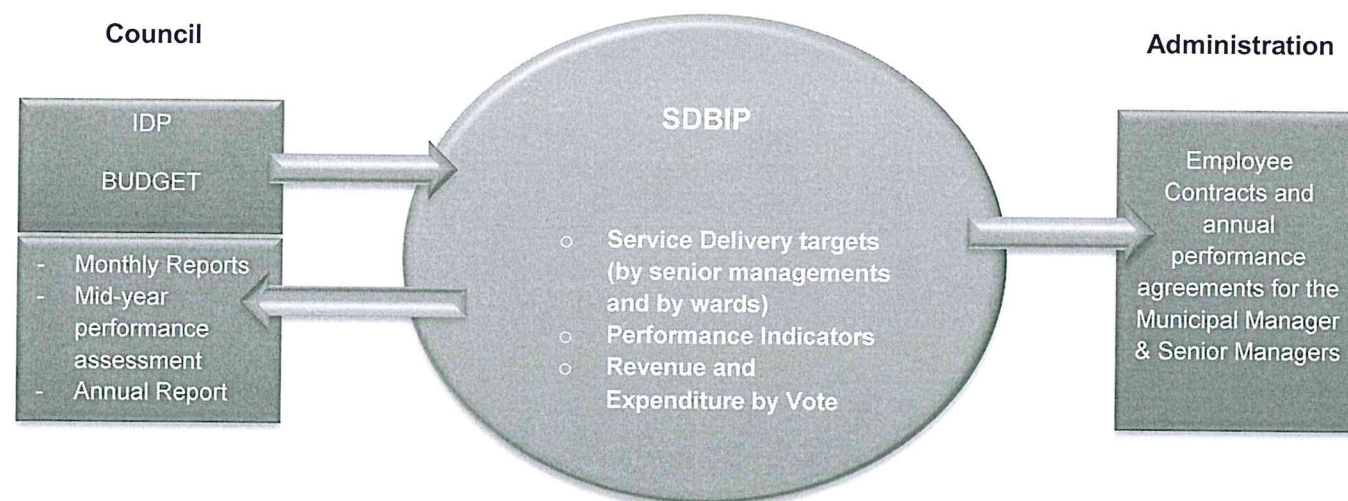 Council
IDP
BUDGET
- Monthly Reports
- Mid-year
performance
assessment
- Annual Report
SDBIP
○ Service Delivery targets
(by senior managements
and by wards)
○ Performance Indicators
○ Revenue and
Expenditure by Vote
Administration
Employee
Contracts and
annual
performance
agreements for the
Municipal Manager
& Senior Managers